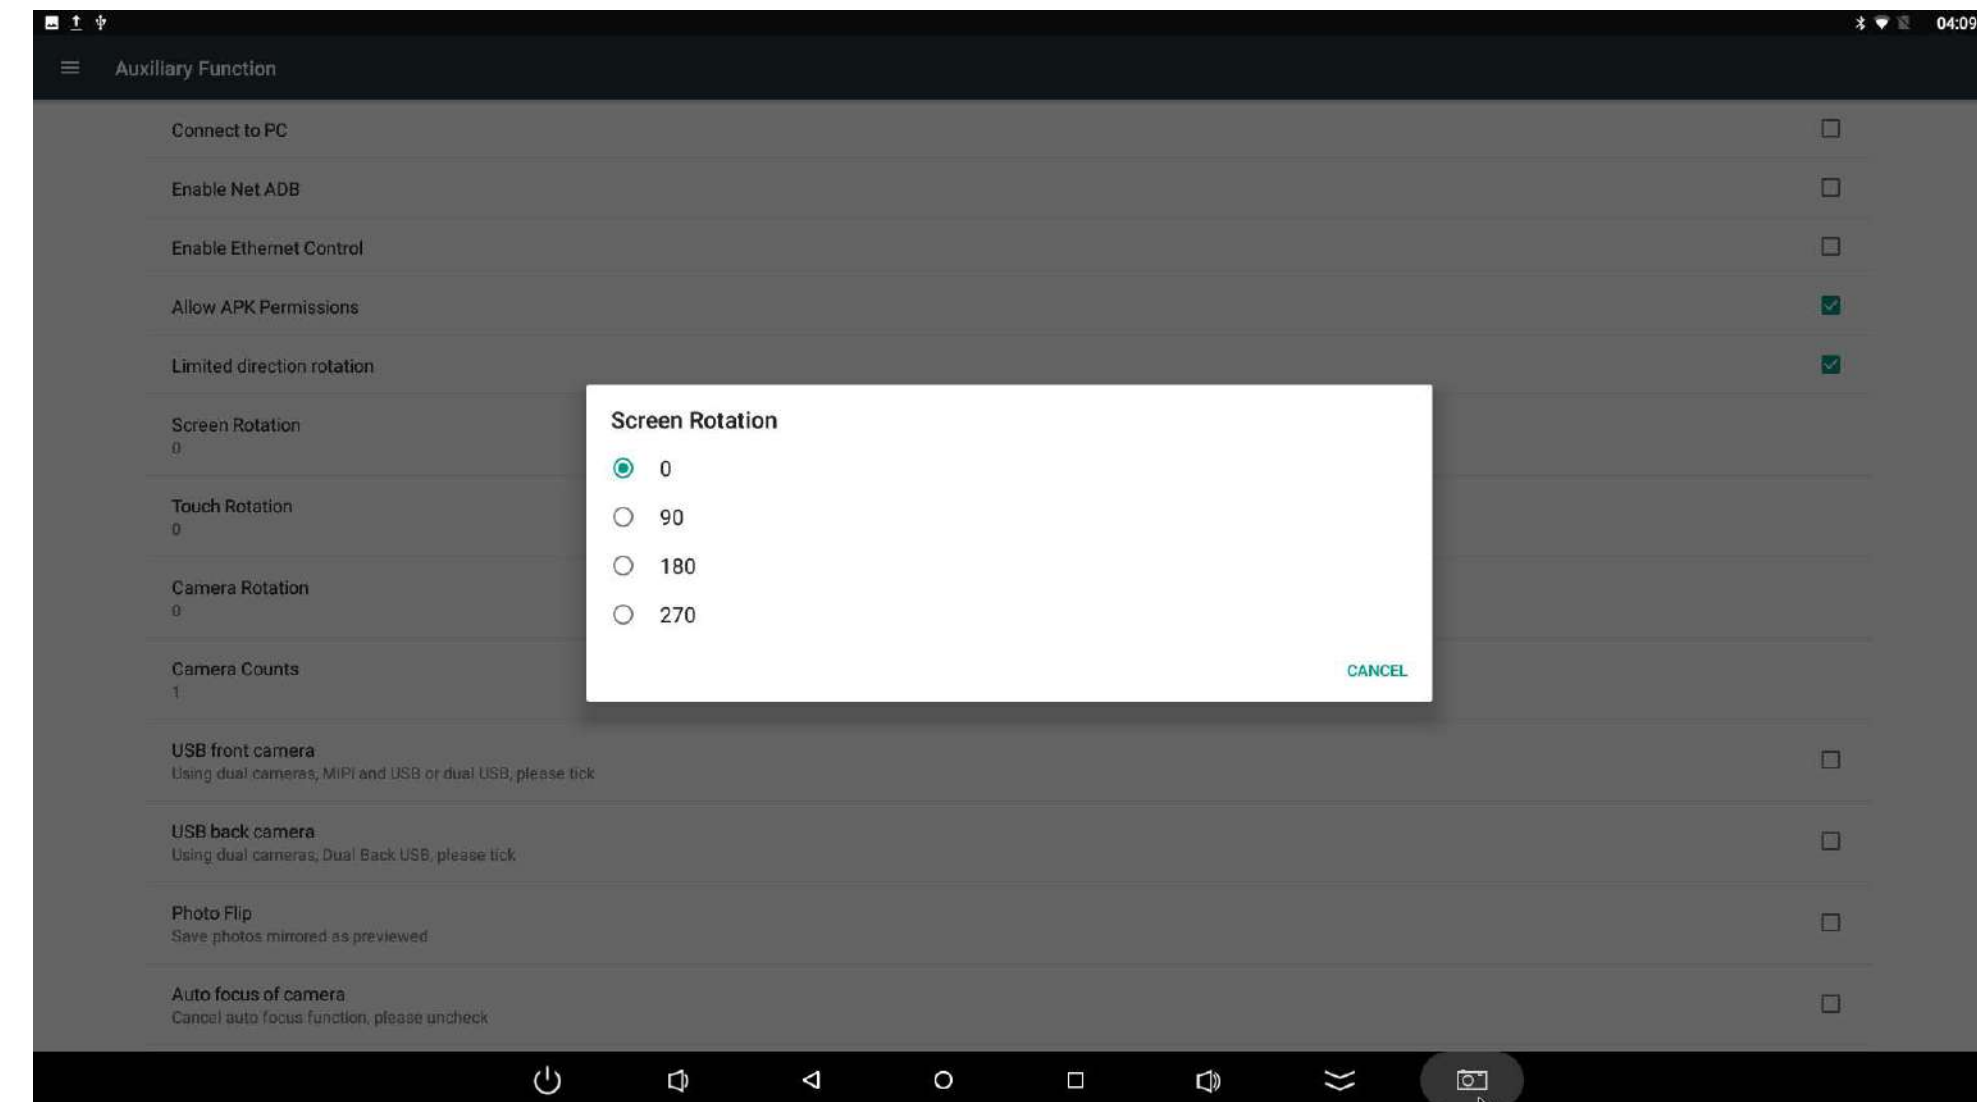 04:09
Auxiliary Function
Connect to PC
Enable Net ADB
Enable Ethernet Control
Allow APK Permissions
Limited direction rotation
Screen Rotation
0
Touch Rotation
0
Camera Rotation
0
Camera Counts
1
USB front camera
Using dual cameras, MIPI and USB or dual USB, please tick
USB back camera
Using dual cameras, Dual Back USB, please tick
Photo Flip
Save photos mirrored as previewed
Auto focus of camera
Cancel auto focus function, please uncheck
Screen Rotation
0
90
180
270
CANCEL